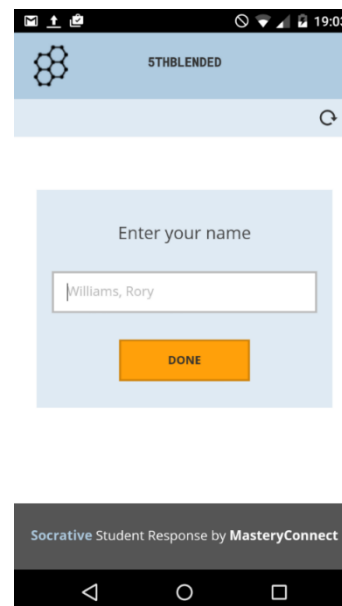 19:03
5THBLENDED
Enter your name
Williams, Rory
DONE
Socrative Student Response by MasteryConnect